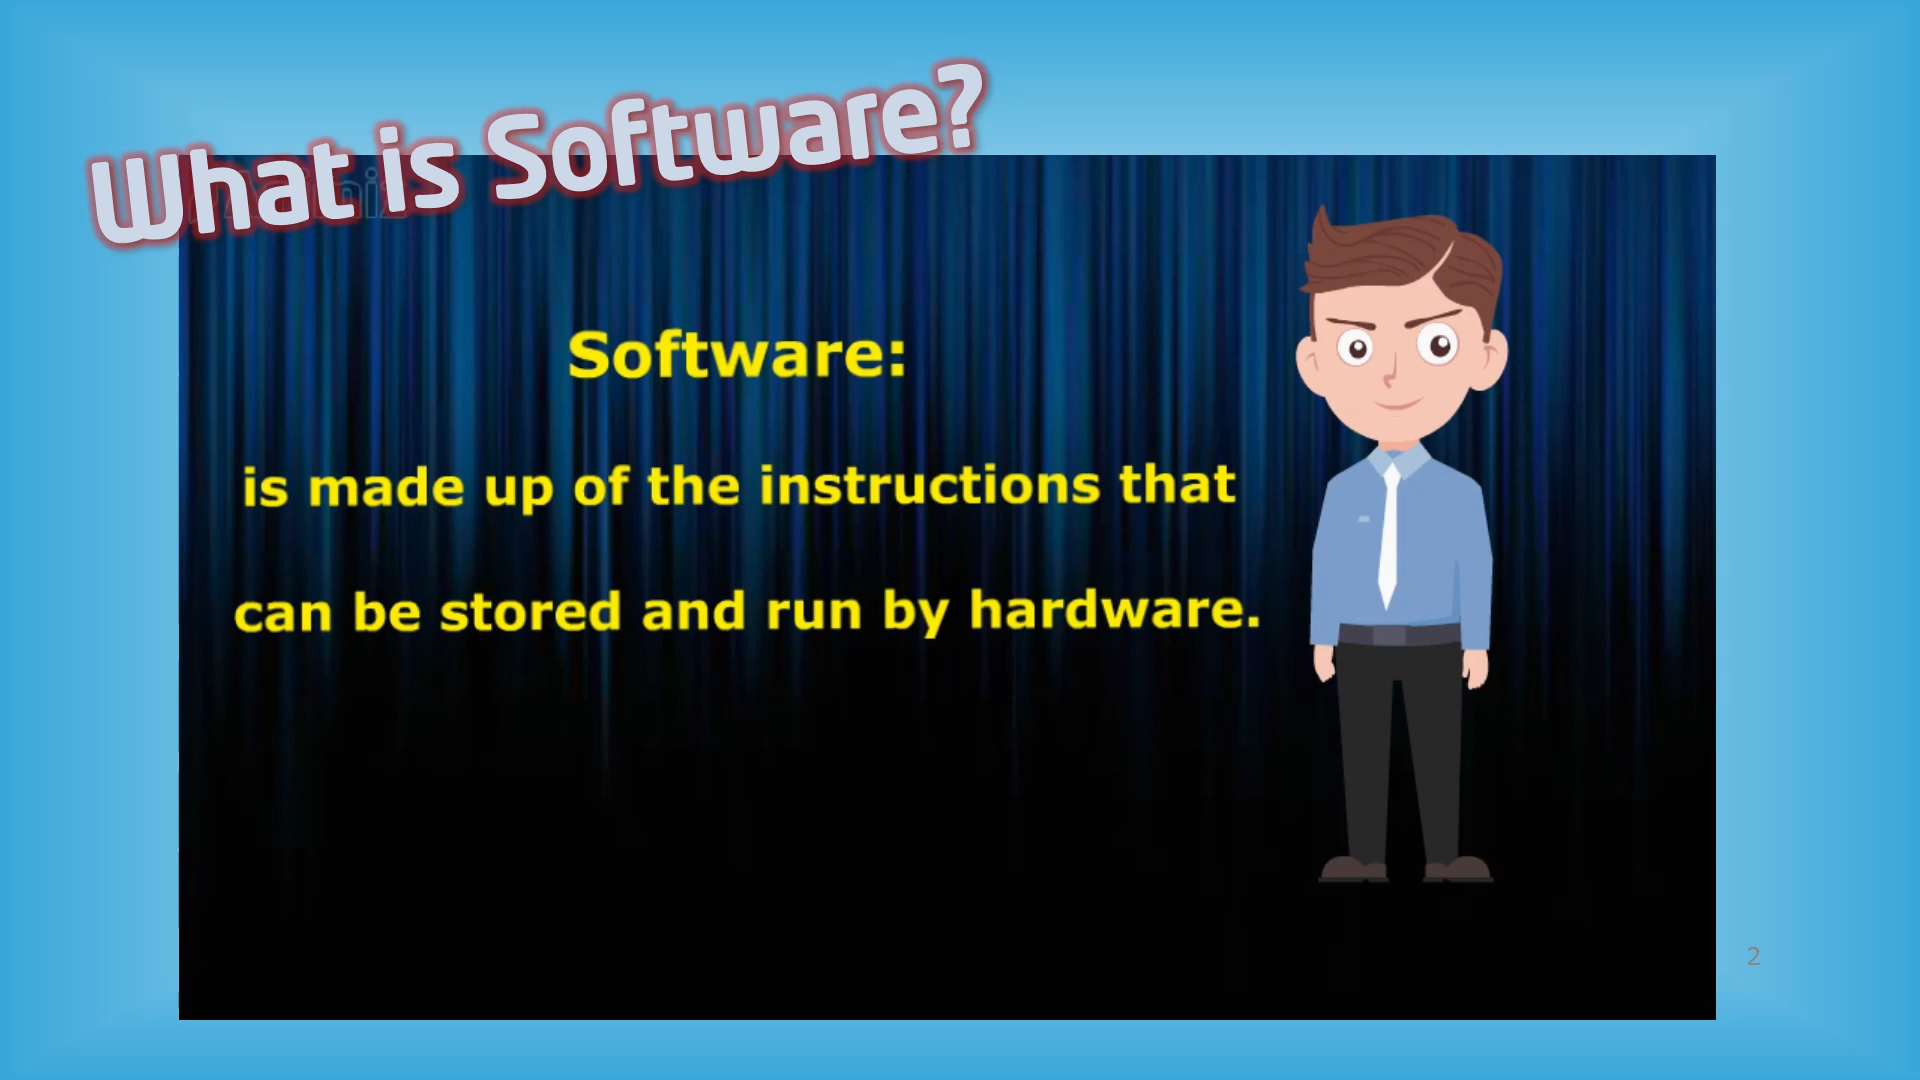 What is Software?
Software:
is made up of the instructions that
can be stored and run by hardware.
2